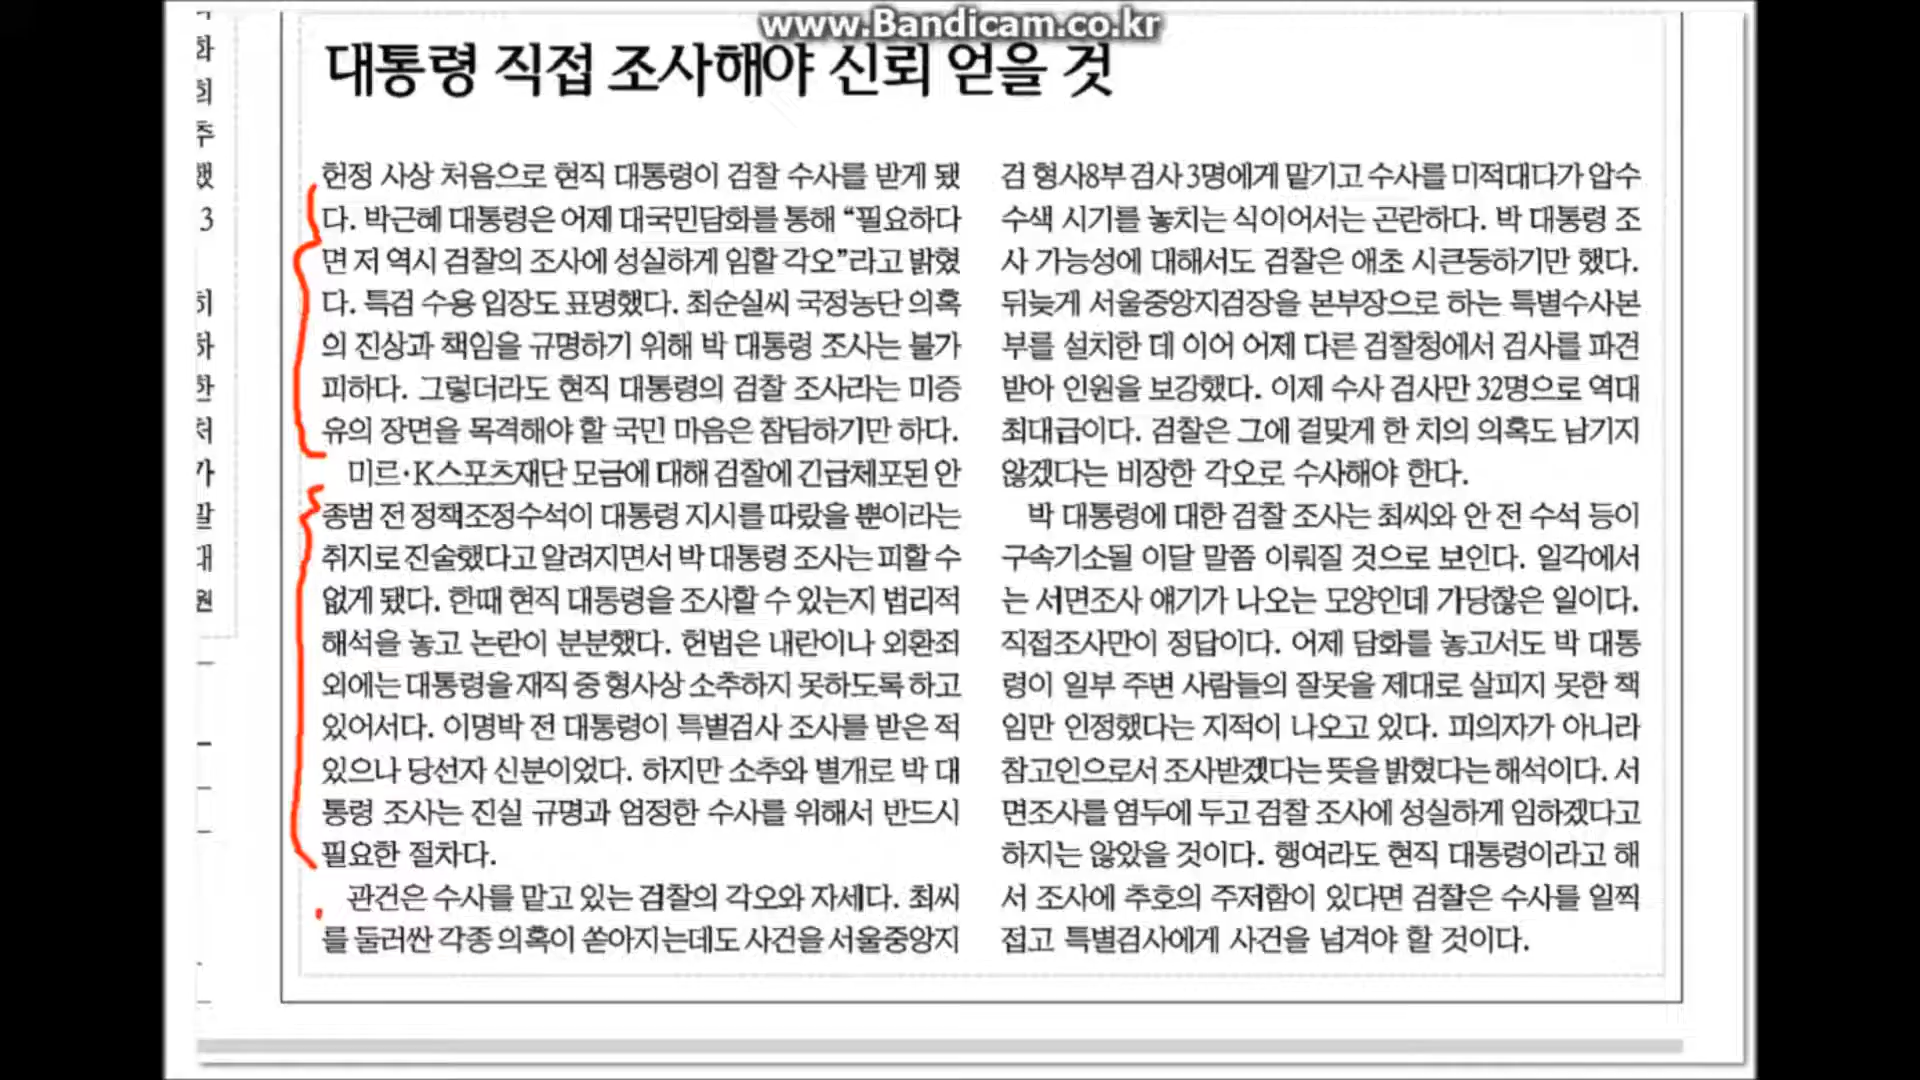 www.Bandicam.co.kr
대통령 직접 조사해야 신뢰 얻을 것
헌정 사상 처음으로 현직 대통령이 검찰 수사를 받게 됐
다. 박근혜 대통령은 어제 대국민담화를 통해 “필요하다
면 저 역시 검찰의 조사에 성실하게 임할 각오”라고 밝혔
다. 특검 수용 입장도 표명했다. 최순실씨 국정농단 의혹
의 진상과 책임을 규명하기 위해 박 대통령 조사는 불가
피하다. 그렇더라도 현직 대통령의 검찰 조사라는 미증
유의 장면을 목격해야 할 국민 마음은 참담하기만 하다.
미르·K스포츠재단 모금에 대해 검찰에 긴급체포된 안
종범 전 정책조정수석이 대통령 지시를 따랐을 뿐이라는
취지로 진술했다고 알려지면서 박 대통령 조사는 피할 수
없게 됐다. 한때 현직 대통령을 조사할 수 있는지 법리적
해석을 놓고 논란이 분분했다. 헌법은 내란이나 외환죄
외에는 대통령을 재직 중 형사상 소추하지 못하도록 하고
있어서다. 이명박 전 대통령이 특별검사 조사를 받은 적
있으나 당선자 신분이었다. 하지만 소추와 별개로 박 대
통령 조사는 진실 규명과 엄정한 수사를 위해서 반드시
필요한 절차다.
관건은 수사를 맡고 있는 검찰의 각오와 자세다. 최씨
를 둘러싼 각종 의혹이 쏟아지는데도 사건을 서울중앙지
검 형사8부 검사 3명에게 맡기고 수사를 미적대다가 압수
수색 시기를 놓치는 식이어서는 곤란하다. 박 대통령 조
사 가능성에 대해서도 검찰은 애초 시큰둥하기만 했다.
뒤늦게 서울중앙지검장을 본부장으로 하는 특별수사본
부를 설치한 데 이어 어제 다른 검찰청에서 검사를 파견
받아 인원을 보강했다. 이제 수사 검사만 32명으로 역대
최대급이다. 검찰은 그에 걸맞게 한 치의 의혹도 남기지
않겠다는 비장한 각오로 수사해야 한다.
박 대통령에 대한 검찰 조사는 최씨와 안 전 수석 등이
구속기소될 이달 말쯤 이뤄질 것으로 보인다. 일각에서
는 서면조사 얘기가 나오는 모양인데 가당찮은 일이다.
직접조사만이 정답이다. 어제 담화를 놓고서도 박 대통
령이 일부 주변 사람들의 잘못을 제대로 살피지 못한 책
임만 인정했다는 지적이 나오고 있다. 피의자가 아니라
참고인으로서 조사받겠다는 뜻을 밝혔다는 해석이다. 서
면조사를 염두에 두고 검찰 조사에 성실하게 임하겠다고
하지는 않았을 것이다. 행여라도 현직 대통령이라고 해
서 조사에 추호의 주저함이 있다면 검찰은 수사를 일찍
접고 특별검사에게 사건을 넘겨야 할 것이다.